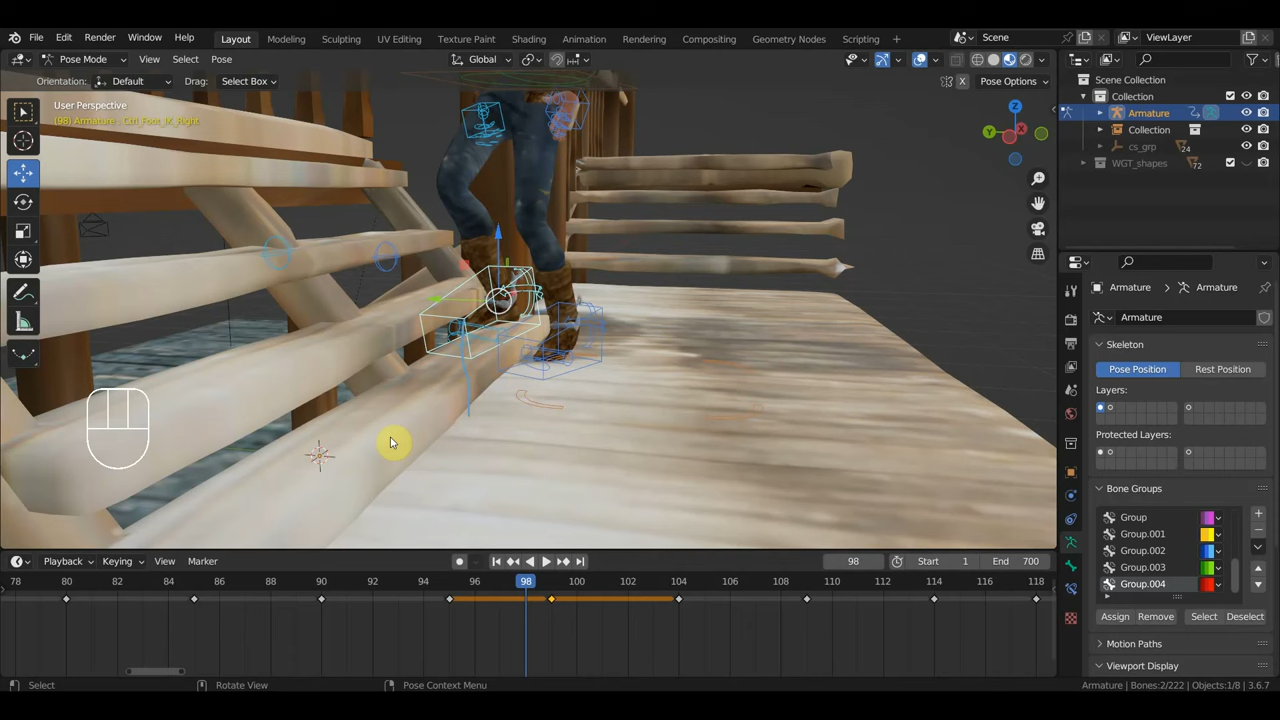 File Edit Render Window Help Layout Modeling Sculpting UV Editing Texture Paint Shading Animation Rendering Compositing Geometry Nodes Scripting + Scene ViewLayer
Pose Mode View Select Pose Global
Orientation: Default Drag: Select Box X Pose Options
Scene Collection
Collection
Armature
Collection
cs_grp 24
WGT_shapes 72
User Perspective
(98) Armature : Ctrl_Foot_IK_Right
Z
Y
X
Armature Armature
Armature
Skeleton
Pose Position Rest Position
Layers:
Protected Layers:
Bone Groups
Group
Group.001
Group.002
Group.003
Group.004
Assign Remove Select Deselect
Motion Paths
Viewport Display
Playback Keying View Marker 98 Start 1 End 700
78 80 82 84 86 88 90 92 94 96 98 100 102 104 106 108 110 112 114 116 118
Select Rotate View Pose Context Menu Armature | Bones:2/222 | Objects:1/8 | 3.6.7